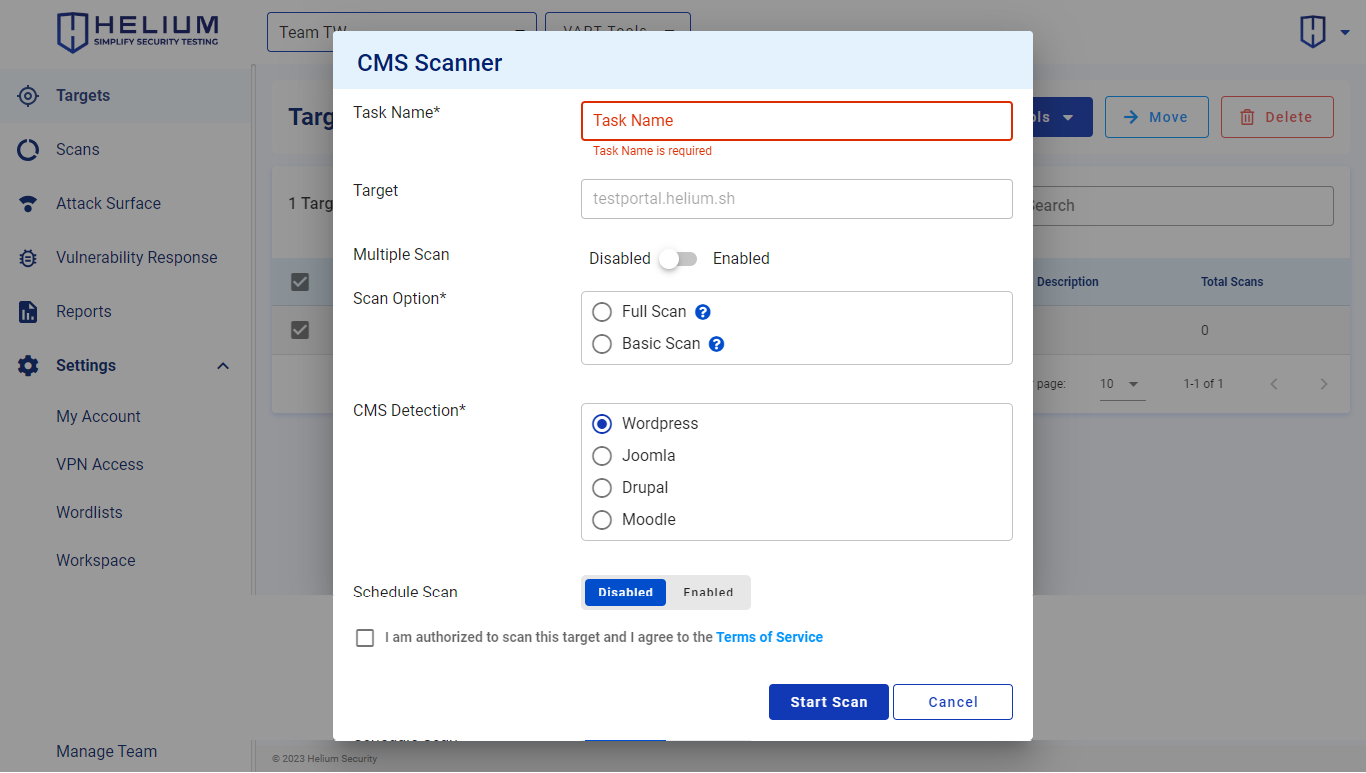 HELIUM
SIMPLIFY SECURITY TESTING
Team TW
VAPT Tools
Targets
Scans
Attack Surface
Vulnerability Response
Reports
Settings
My Account
VPN Access
Wordlists
Workspace
Manage Team
Targ
ols
Move
Delete
1 Targ
Search
Description
Total Scans
0
page:
10
1-1 of 1
CMS Scanner
Task Name*
Task Name
Task Name is required
Target
testportal.helium.sh
Multiple Scan
Disabled
Enabled
Scan Option*
Full Scan
Basic Scan
CMS Detection*
Wordpress
Joomla
Drupal
Moodle
Schedule Scan
Disabled
Enabled
I am authorized to scan this target and I agree to the Terms of Service
Start Scan
Cancel
© 2023 Helium Security